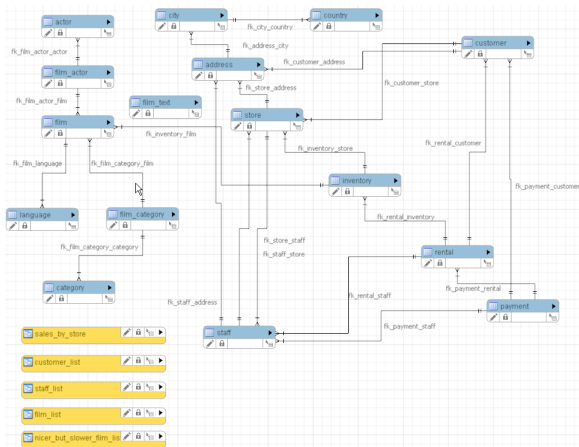 actor
city
country
fk_city_country
customer
fk_film_actor_actor
fk_address_city
address
fk_customer_address
film_actor
fk_store_address
fk_customer_store
fk_film_actor_film
film_text
store
film
fk_inventory_film
fk_inventory_store
fk_rental_customer
fk_film_language
fk_film_category_film
inventory
fk_payment_customer
language
film_category
fk_rental_inventory
fk_film_category_category
fk_store_staff
fk_staff_store
rental
category
fk_payment_rental
fk_staff_address
fk_rental_staff
payment
sales_by_store
staff
fk_payment_staff
customer_list
staff_list
film_list
nicer_but_slower_film_lis